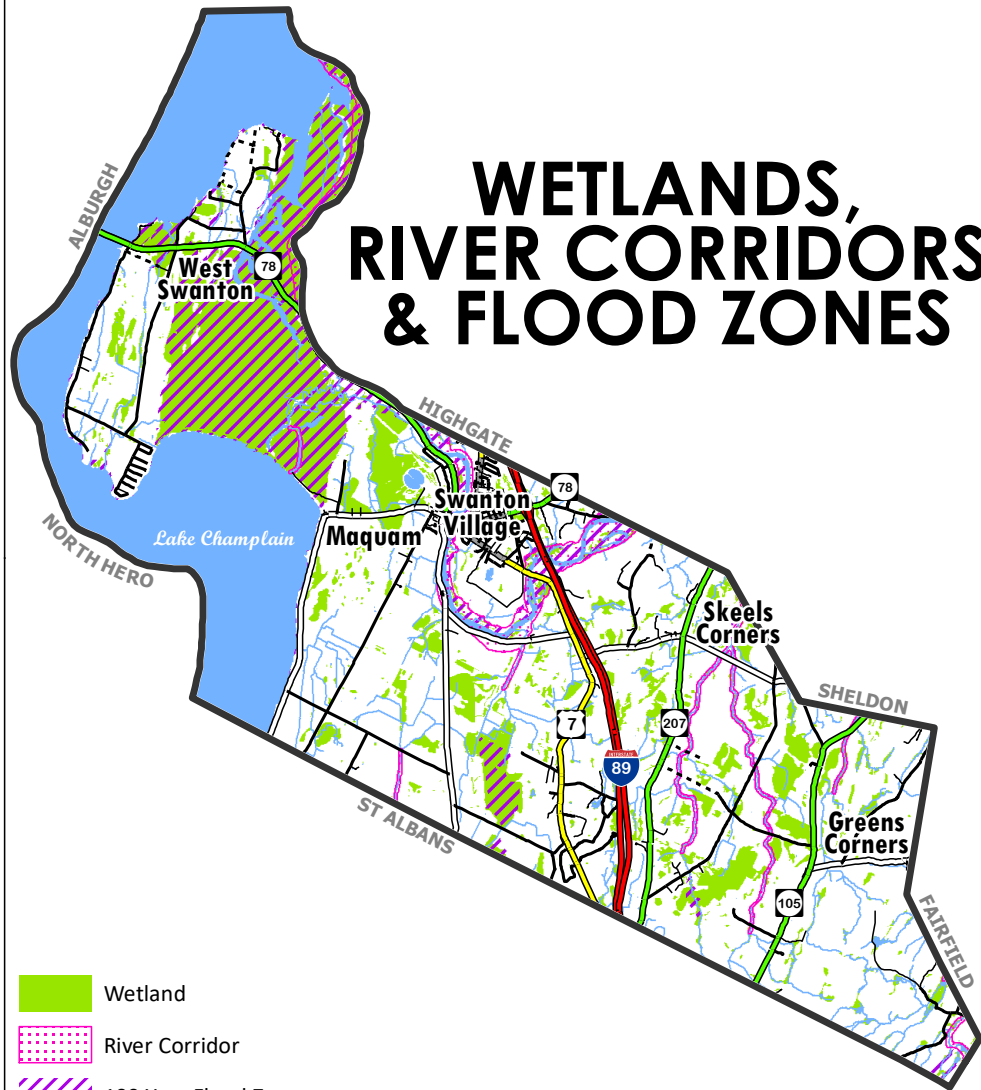 WETLANDS,
RIVER CORRIDORS
& FLOOD ZONES
ALBURGH
West
Swanton
78
HIGHGATE
78
Swanton
Village
Maquam
Lake Champlain
NORTH HERO
Skeels
Corners
SHELDON
7
207
INTERSTATE
89
ST ALBANS
Greens
Corners
105
FAIRFIELD
Wetland
River Corridor